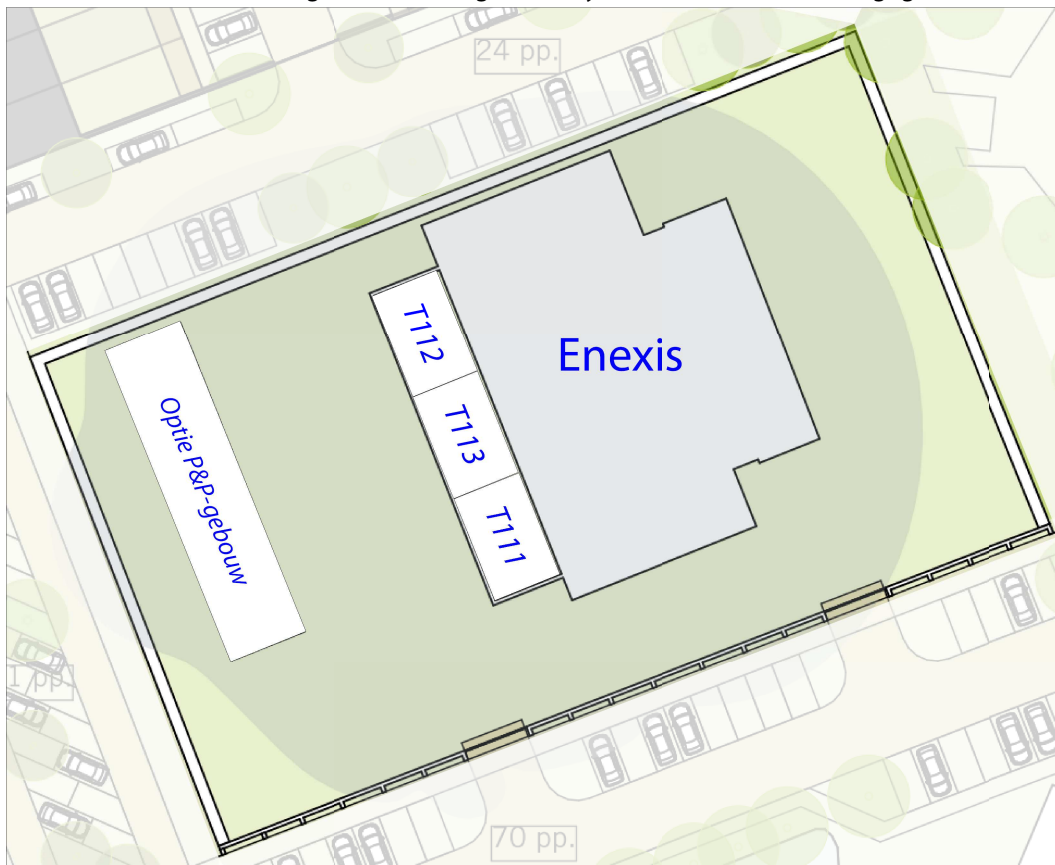 24 pp.
T112
Enexis
T113
Optie P&P-gebouw
T111
1 pp.
70 pp.